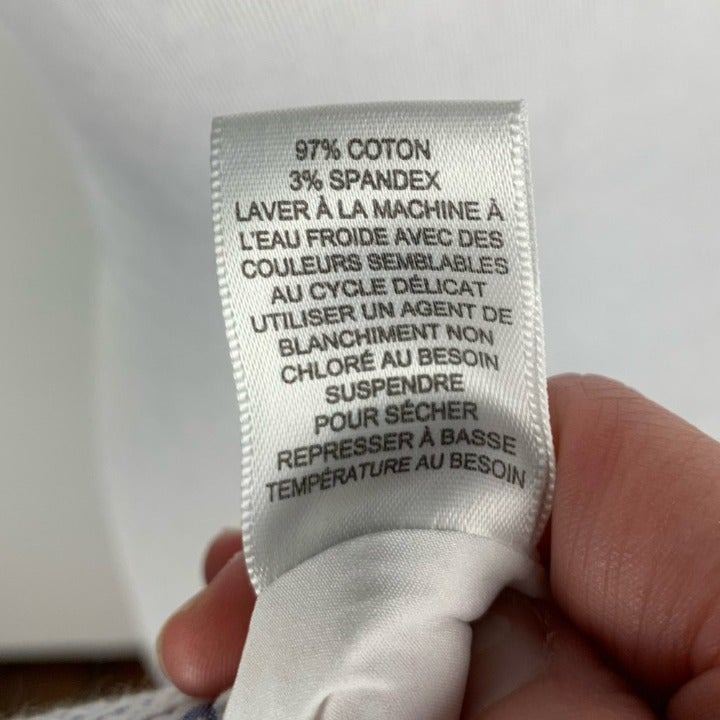 97% COTON
3% SPANDEX
LAVER À LA MACHINE À
L'EAU FROIDE AVEC DES
COULEURS SEMBLABLES
AU CYCLE DÉLICAT
UTILISER UN AGENT DE
BLANCHIMENT NON
CHLORÉ AU BESOIN
SUSPENDRE
POUR SÉCHER
REPRESSER À BASSE
TEMPÉRATURE AU BESOIN